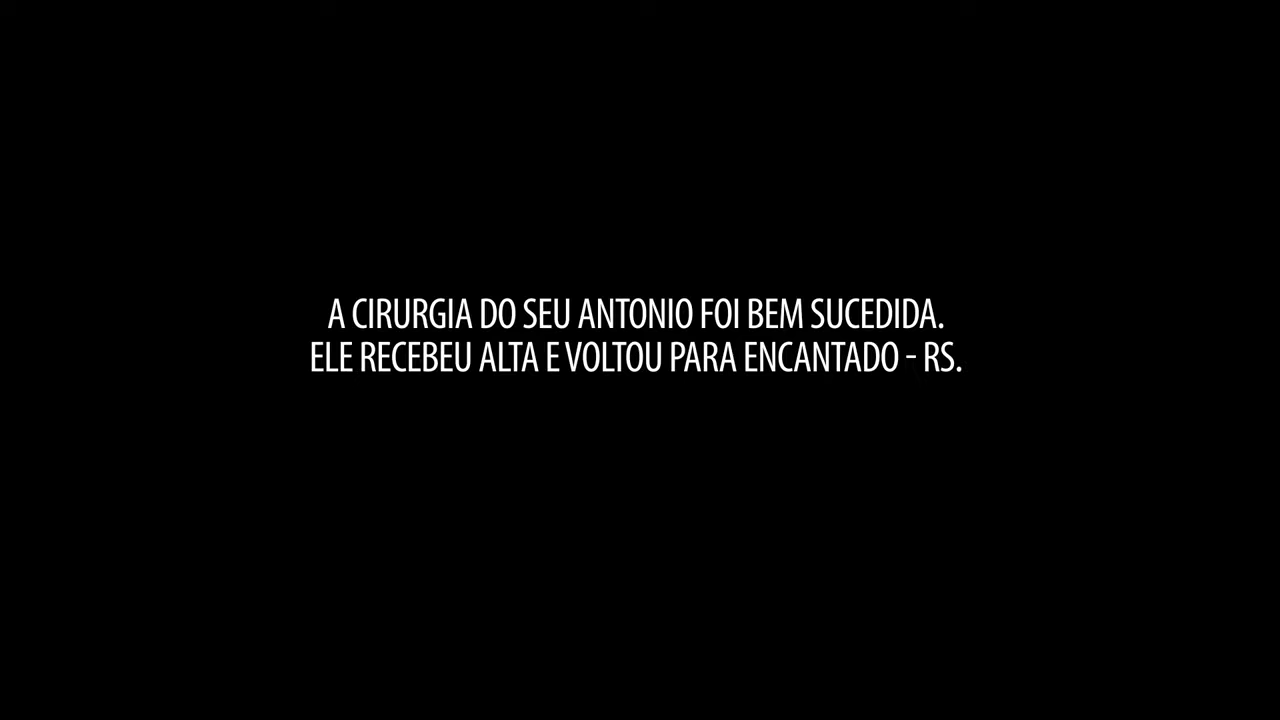 A CIRURGIA DO SEU ANTONIO FOI BEM SUCEDIDA.
ELE RECEBEU ALTA E VOLTOU PARA ENCANTADO - RS.